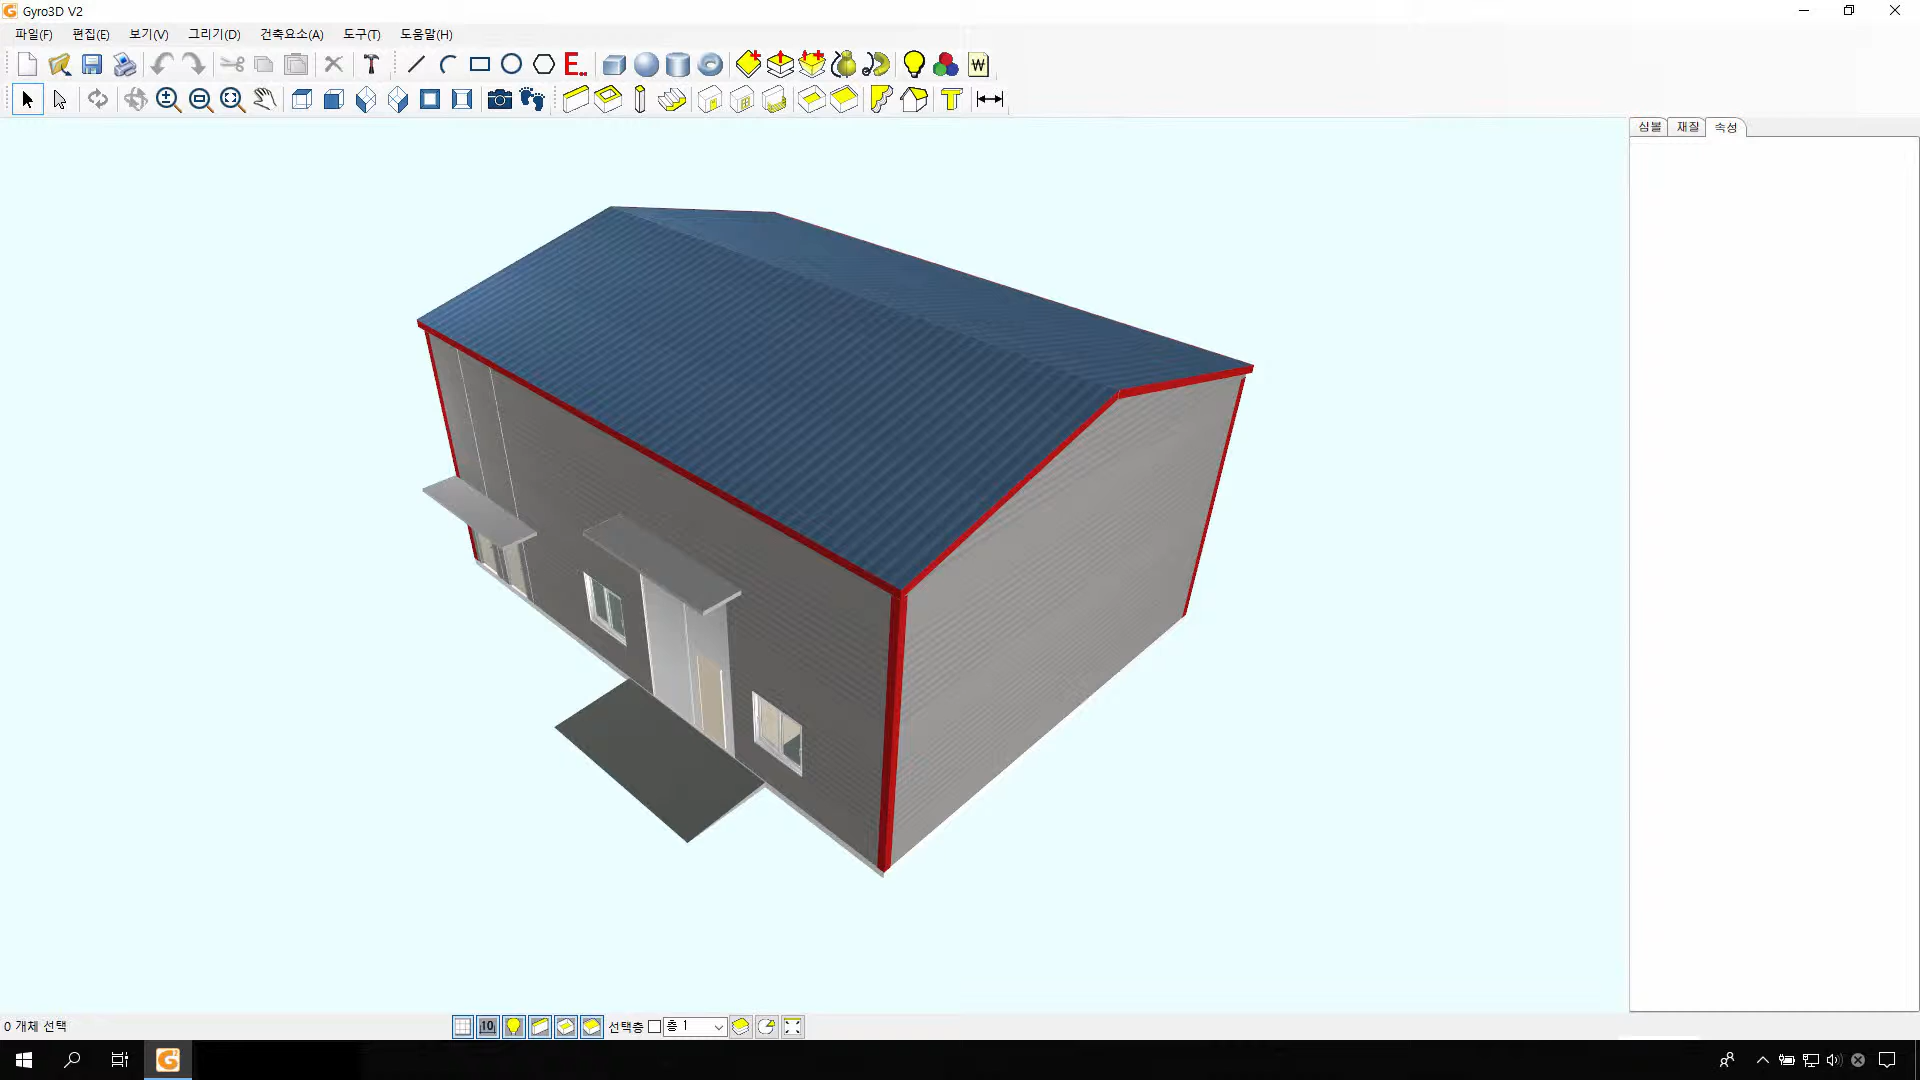 Gyro3D V2
파일(F) 편집(E) 보기(V) 그리기(D) 건축요소(A) 도구(T) 도움말(H)
E..
W
T
심볼 재질 속성
0 개체 선택
10
선택층 층 1